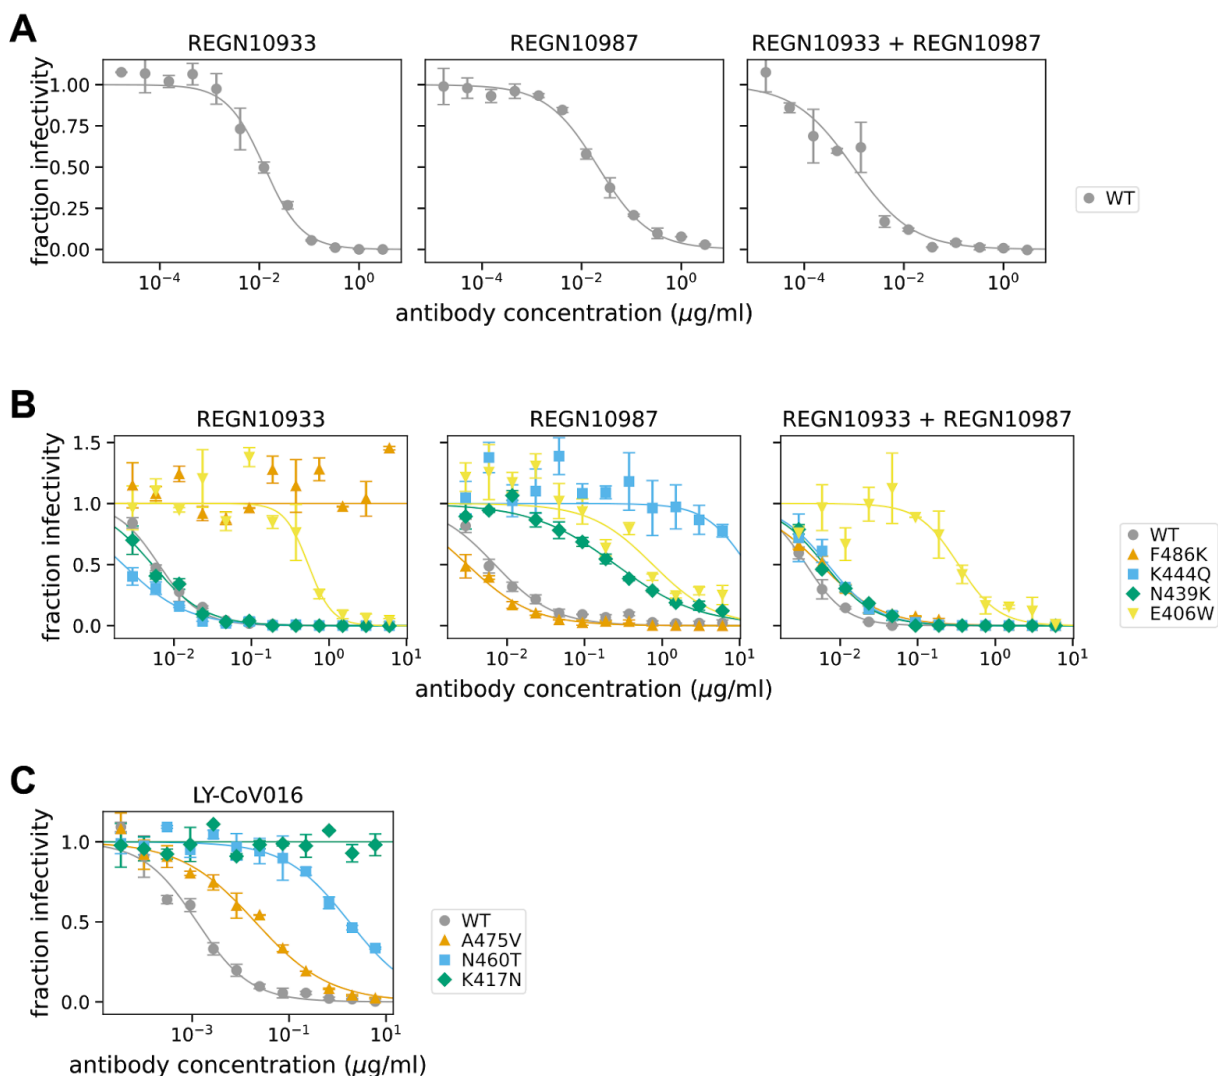 A
REGN10933
REGN10987
REGN10933 + REGN10987
fraction infectivity
1.00
0.75
0.50
0.25
0.00
WT
10⁻⁴ 10⁻² 10⁰
10⁻⁴ 10⁻² 10⁰
10⁻⁴ 10⁻² 10⁰
antibody concentration (µg/ml)
B
REGN10933
REGN10987
REGN10933 + REGN10987
fraction infectivity
1.5
1.0
0.5
0.0
WT
F486K
K444Q
N439K
E406W
10⁻² 10⁻¹ 10⁰ 10¹
10⁻² 10⁻¹ 10⁰ 10¹
10⁻² 10⁻¹ 10⁰ 10¹
antibody concentration (µg/ml)
C
LY-CoV016
fraction infectivity
1.0
0.5
0.0
WT
A475V
N460T
K417N
10⁻³ 10⁻¹ 10¹
antibody concentration (µg/ml)